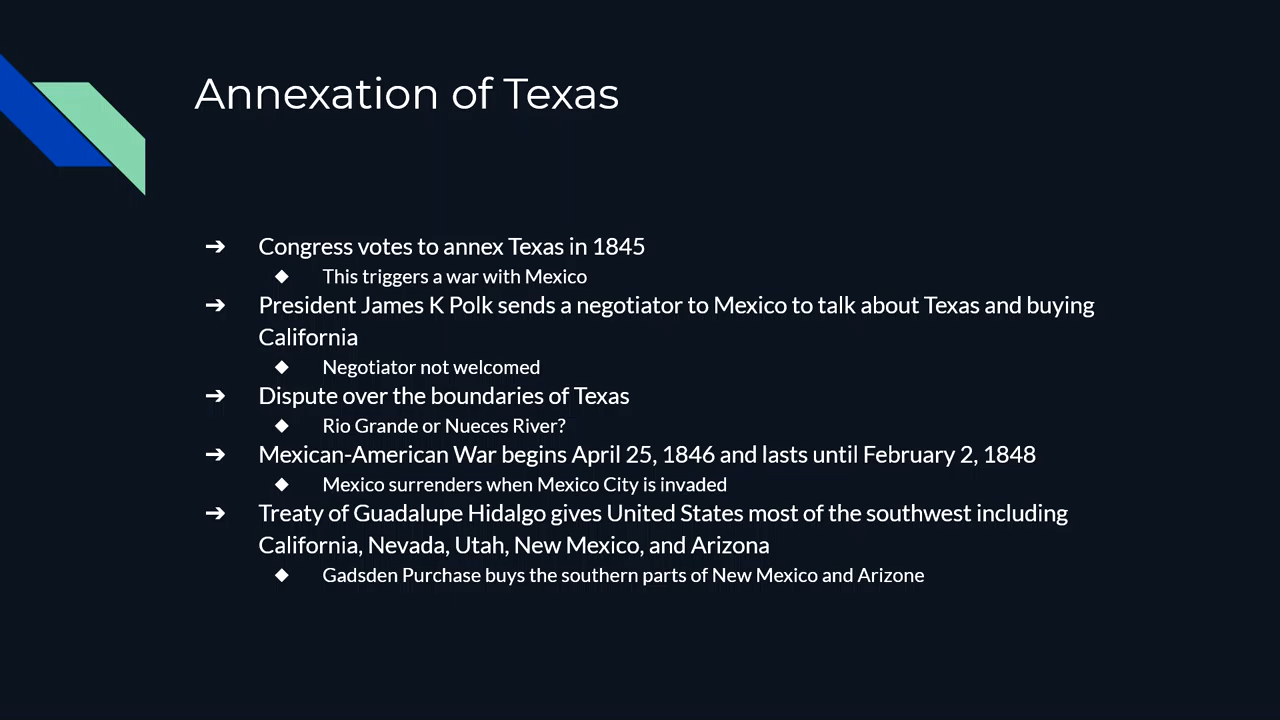 Annexation of Texas
➔ Congress votes to annex Texas in 1845
◆ This triggers a war with Mexico
➔ President James K Polk sends a negotiator to Mexico to talk about Texas and buying
California
◆ Negotiator not welcomed
➔ Dispute over the boundaries of Texas
◆ Rio Grande or Nueces River?
➔ Mexican-American War begins April 25, 1846 and lasts until February 2, 1848
◆ Mexico surrenders when Mexico City is invaded
➔ Treaty of Guadalupe Hidalgo gives United States most of the southwest including
California, Nevada, Utah, New Mexico, and Arizona
◆ Gadsden Purchase buys the southern parts of New Mexico and Arizone